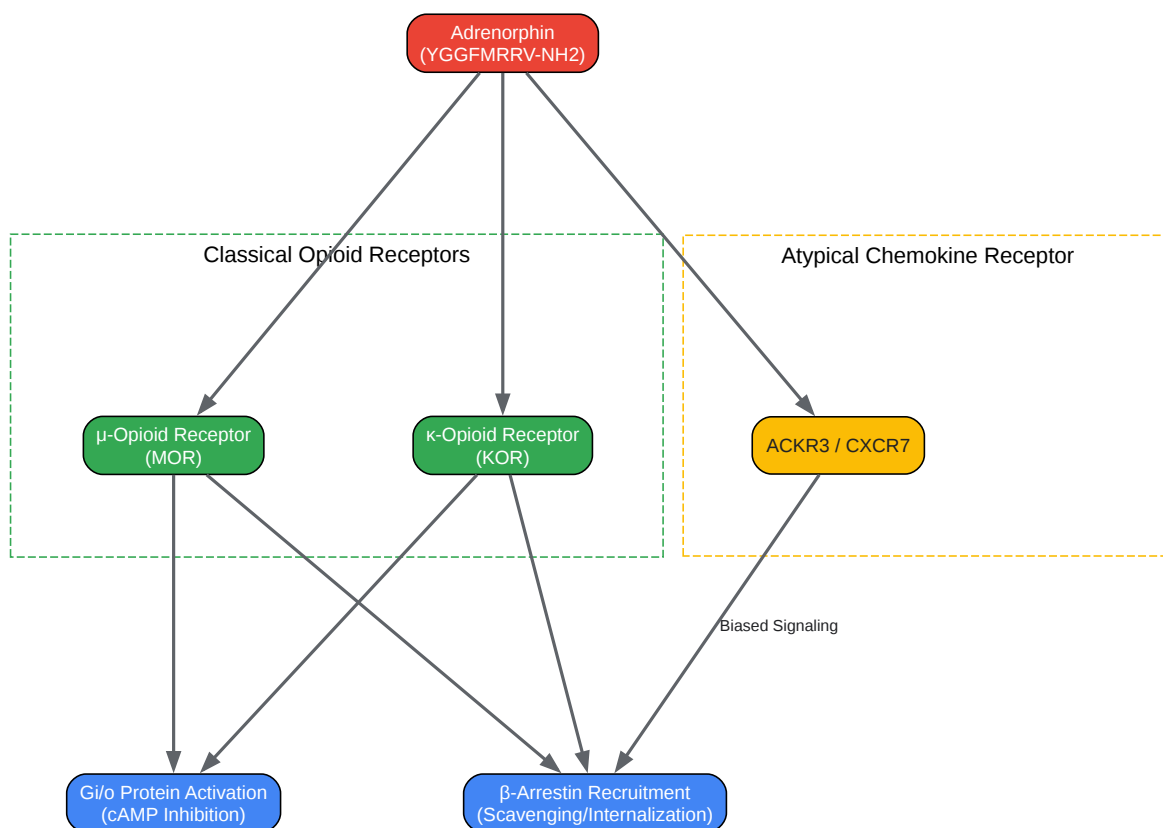 Adrenorphin
(YGGFMRRV-NH2)
Classical Opioid Receptors
Atypical Chemokine Receptor
μ-Opioid Receptor
(MOR)
κ-Opioid Receptor
(KOR)
ACKR3 / CXCR7
Biased Signaling
Gi/o Protein Activation
(cAMP Inhibition)
β-Arrestin Recruitment
(Scavenging/Internalization)